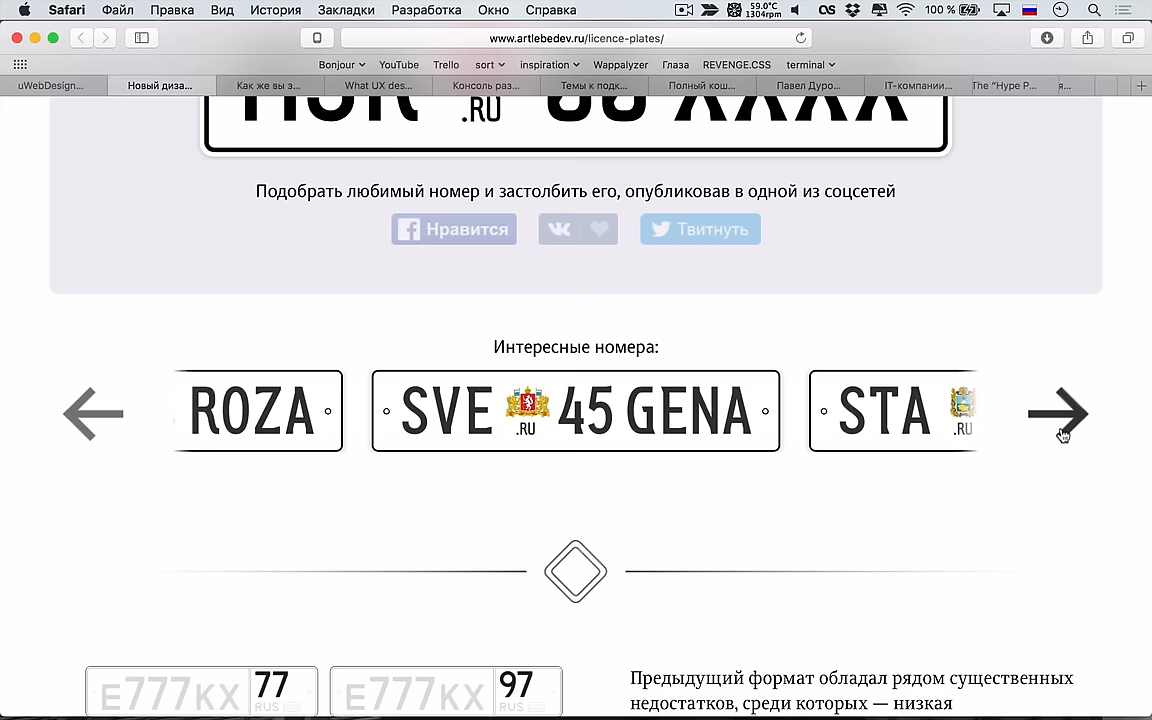 Safari Файл Правка Вид История Закладки Разработка Окно Справка 59.0°C 1304rpm 100 %
www.artlebedev.ru/licence-plates/
Bonjour YouTube Trello sort inspiration Wappalyzer Глаза REVENGE.CSS terminal
uWebDesign... Новый диза... Как же вы з... What UX des... Консоль раз... Темы к подк... Полный кош... Павел Дуро... IT-компании... The "Hype P... я...
.RU XXXX
Подобрать любимый номер и застолбить его, опубликовав в одной из соцсетей
Нравится Твитнуть
Интересные номера:
ROZA SVE .RU 45 GENA STA .RU
E777KX 77 RUS E777KX 97 RUS
Предыдущий формат обладал рядом существенных
недостатков, среди которых — низкая